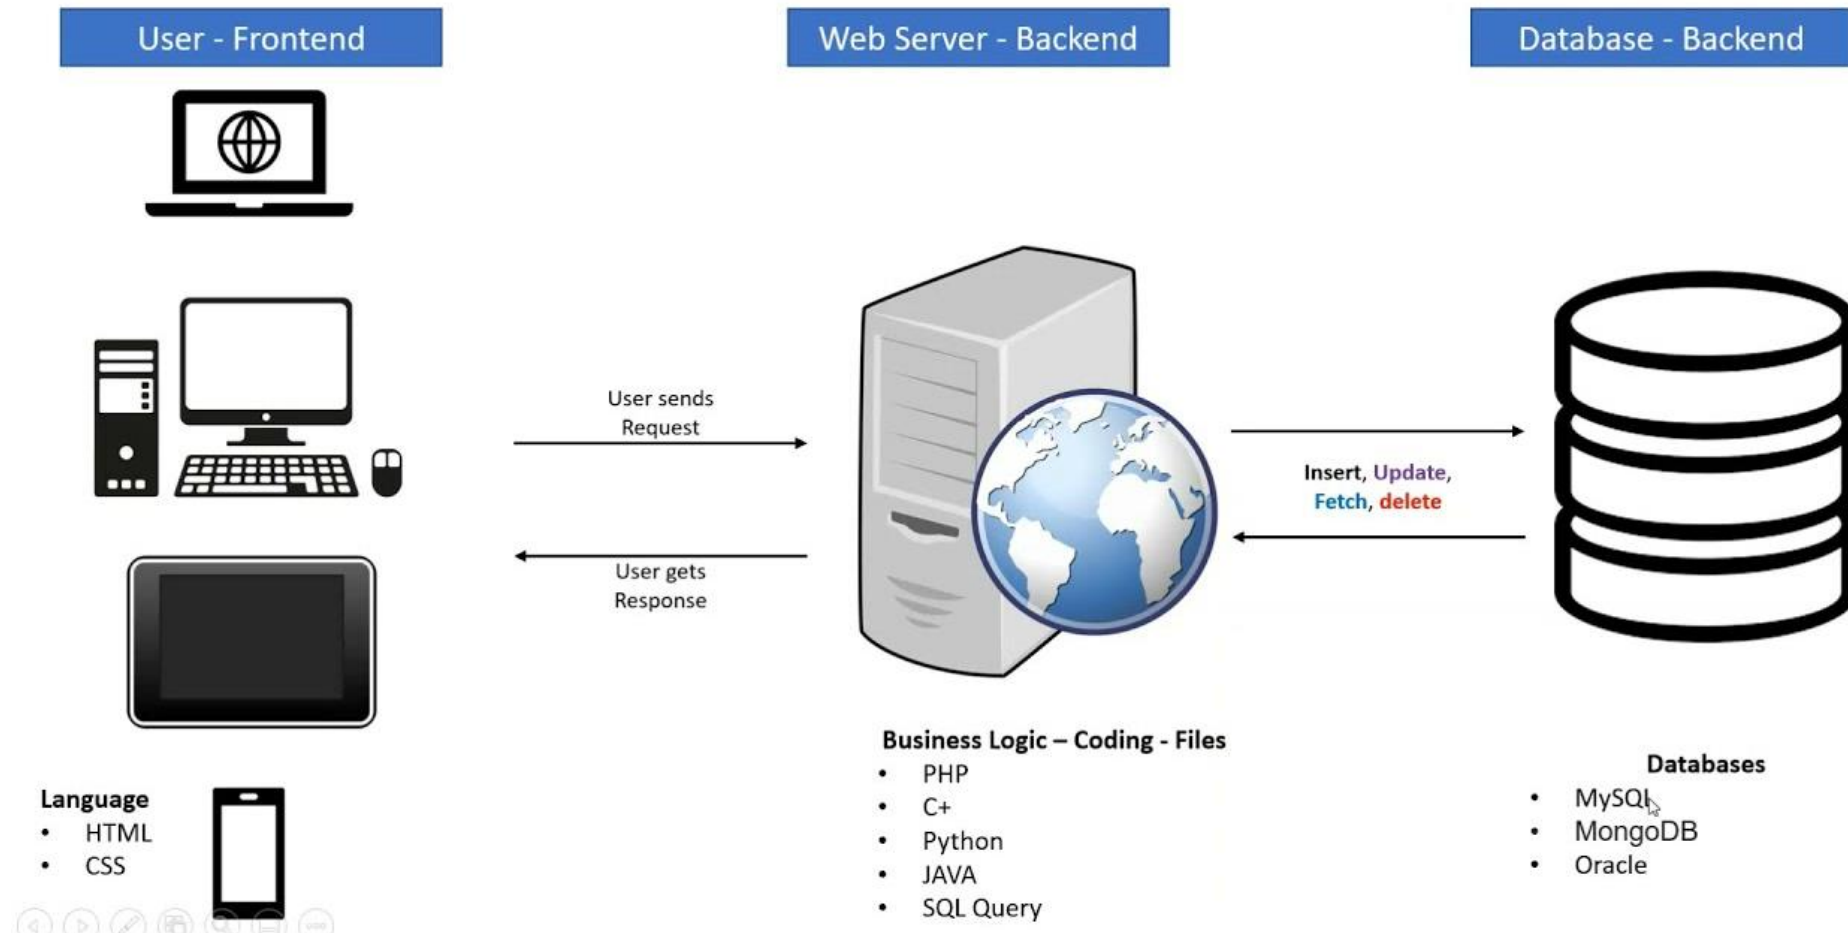 User - Frontend
Web Server - Backend
Database - Backend
User sends
Request
User gets
Response
Insert, Update,
Fetch, delete
Language
• HTML
• CSS
Business Logic – Coding - Files
• PHP
• C+
• Python
• JAVA
• SQL Query
Databases
• MySQL
• MongoDB
• Oracle